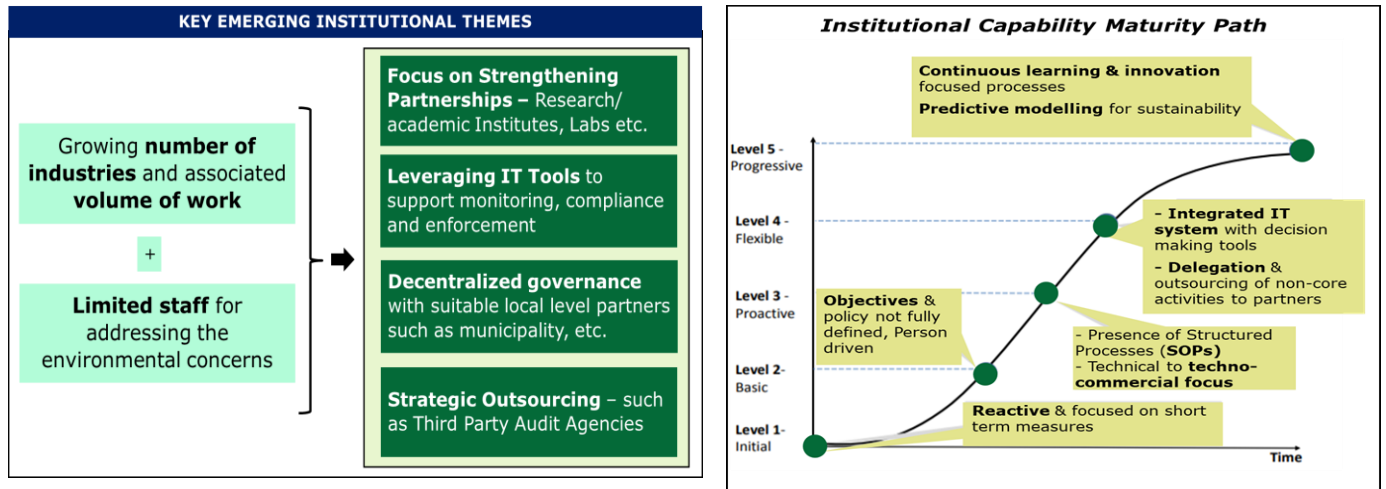 KEY EMERGING INSTITUTIONAL THEMES
Growing number of
industries and associated
volume of work
+
Limited staff for
addressing the
environmental concerns
Focus on Strengthening
Partnerships – Research/
academic Institutes, Labs etc.
Leveraging IT Tools to
support monitoring, compliance
and enforcement
Decentralized governance
with suitable local level partners
such as municipality, etc.
Strategic Outsourcing – such
as Third Party Audit Agencies
Institutional Capability Maturity Path
Continuous learning & innovation
focused processes
Predictive modelling for sustainability
Level 5 -
Progressive
Level 4 -
Flexible
- Integrated IT
system with decision
making tools
- Delegation &
outsourcing of non-core
activities to partners
Level 3 -
Proactive
Objectives &
policy not fully
defined, Person
driven
- Presence of Structured
Processes (SOPs)
- Technical to techno-
commercial focus
Level 2-
Basic
Reactive & focused on short
term measures
Level 1-
Initial
Time